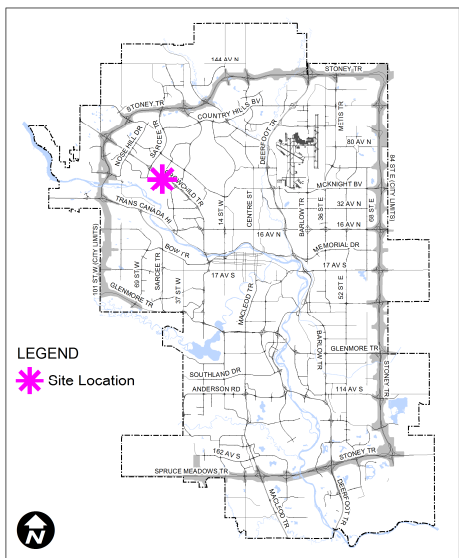 144 AV N
STONEY TR
STONEY TR
COUNTRY HILLS BV
METIS TR
SARCEE TR
NOSE HILL DR
DEERFOOT TR
80 AV N
84 ST E (CITY LIMITS)
MCKNIGHT BV
TRANS CANADA HI
14 ST W
CENTRE ST
BARLOW TR
36 ST E
32 AV N
68 ST E
16 AV N
16 AV N
MEMORIAL DR
BOW TR
17 AV S
17 AV S
101 ST W (CITY LIMITS)
69 ST W
SARCEE TR
37 ST W
52 ST E
GLENMORE TR
MACLEOD TR
BARLOW TR
GLENMORE TR
LEGEND
Site Location
SOUTHLAND DR
ANDERSON RD
114 AV S
STONEY TR
162 AV S
STONEY TR
SPRUCE MEADOWS TR
MACLEOD TR
DEERFOOT TR
N